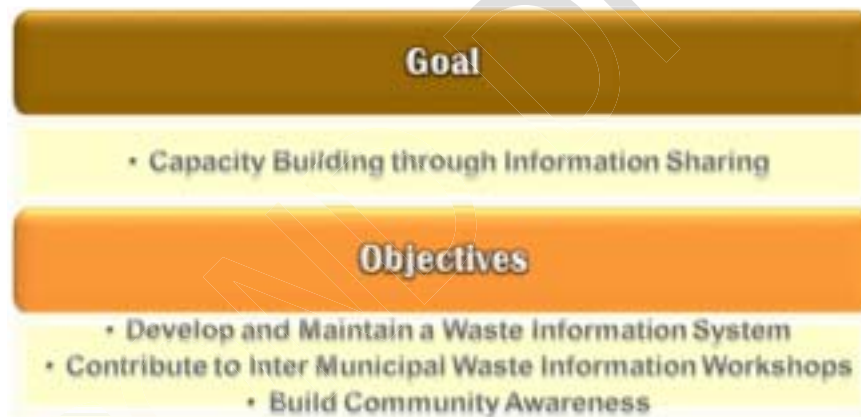 Goal
• Capacity Building through Information Sharing
Objectives
• Develop and Maintain a Waste Information System
• Contribute to Inter Municipal Waste Information Workshops
• Build Community Awareness